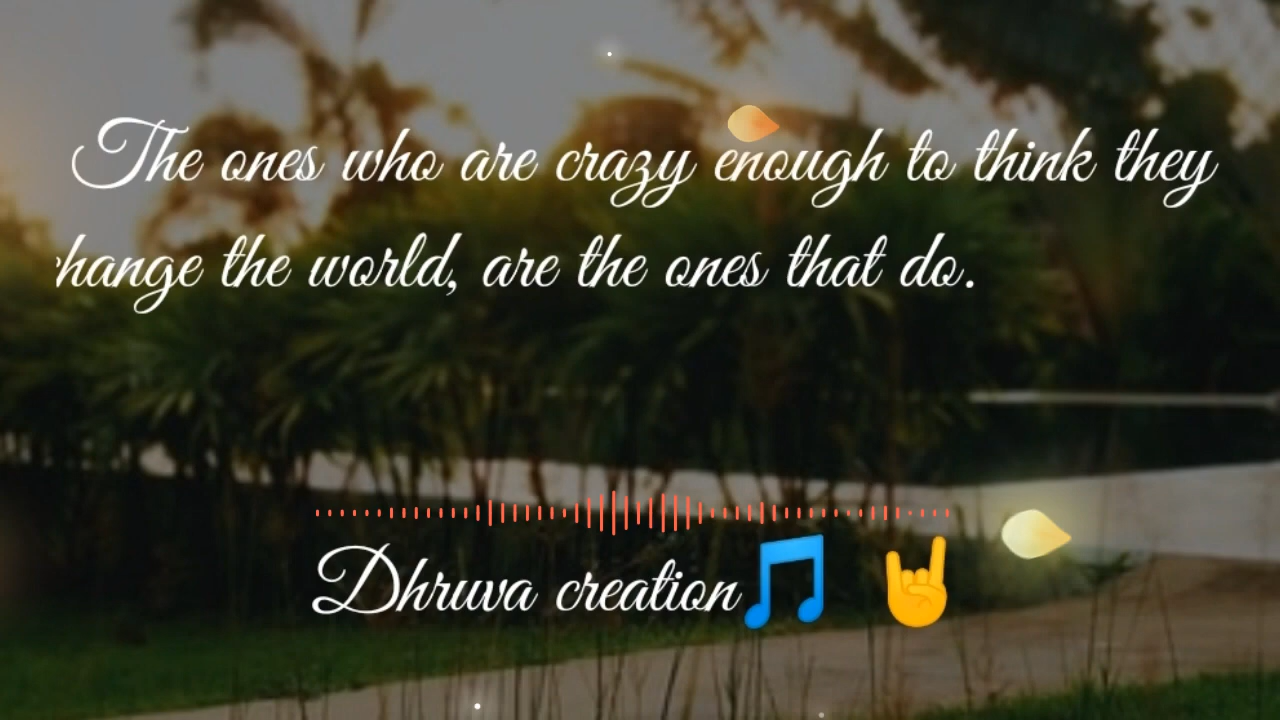 The ones who are crazy enough to think they
hange the world, are the ones that do.
Dhruva creation🎵 🤘